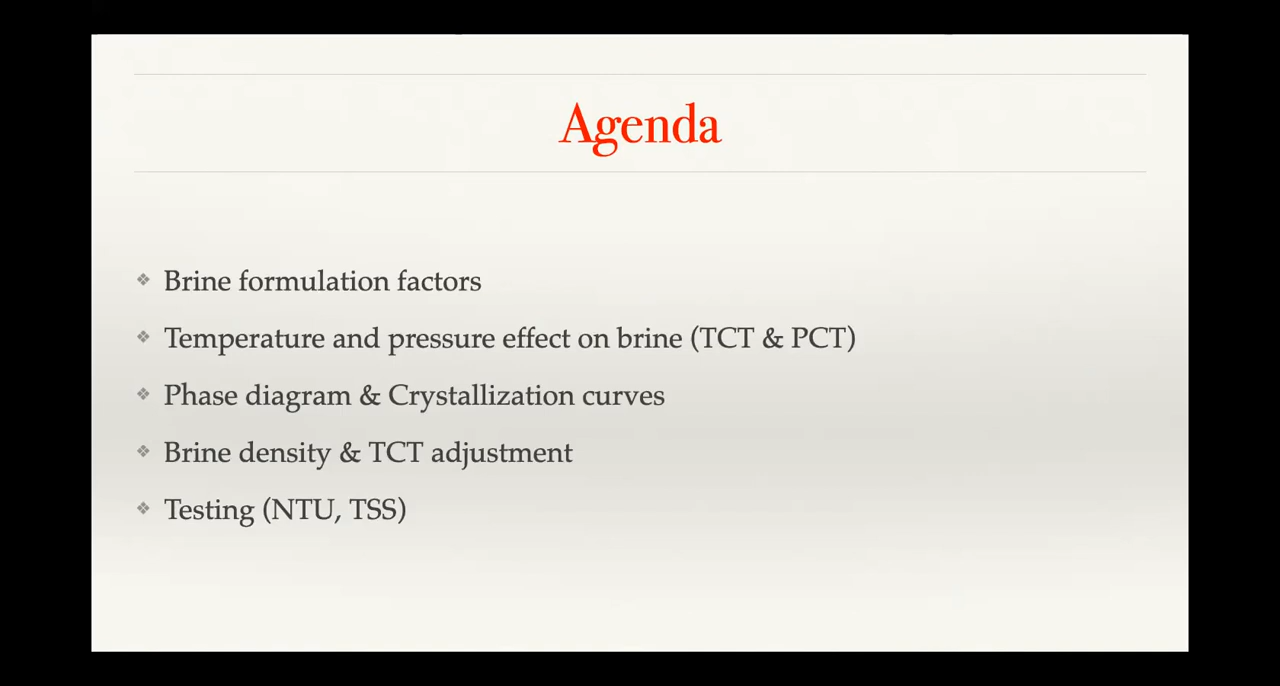 Agenda
Brine formulation factors
Temperature and pressure effect on brine (TCT & PCT)
Phase diagram & Crystallization curves
Brine density & TCT adjustment
Testing (NTU, TSS)